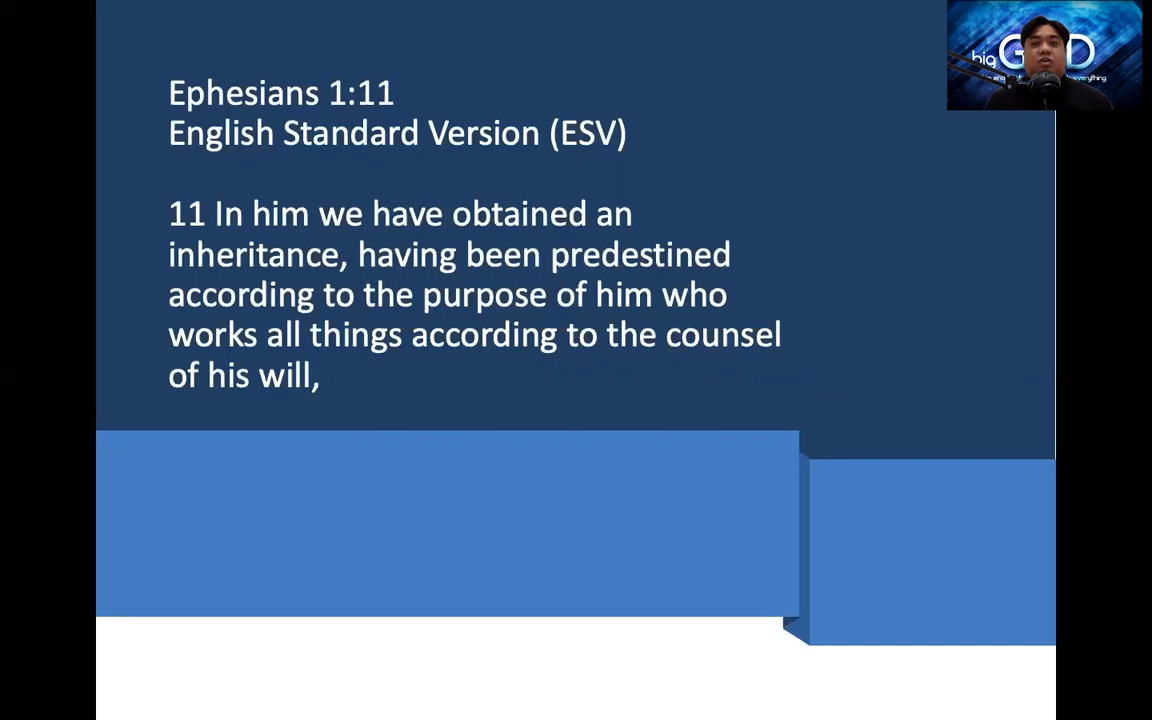 Ephesians 1:11
English Standard Version (ESV)
11 In him we have obtained an
inheritance, having been predestined
according to the purpose of him who
works all things according to the counsel
of his will,
big
everything